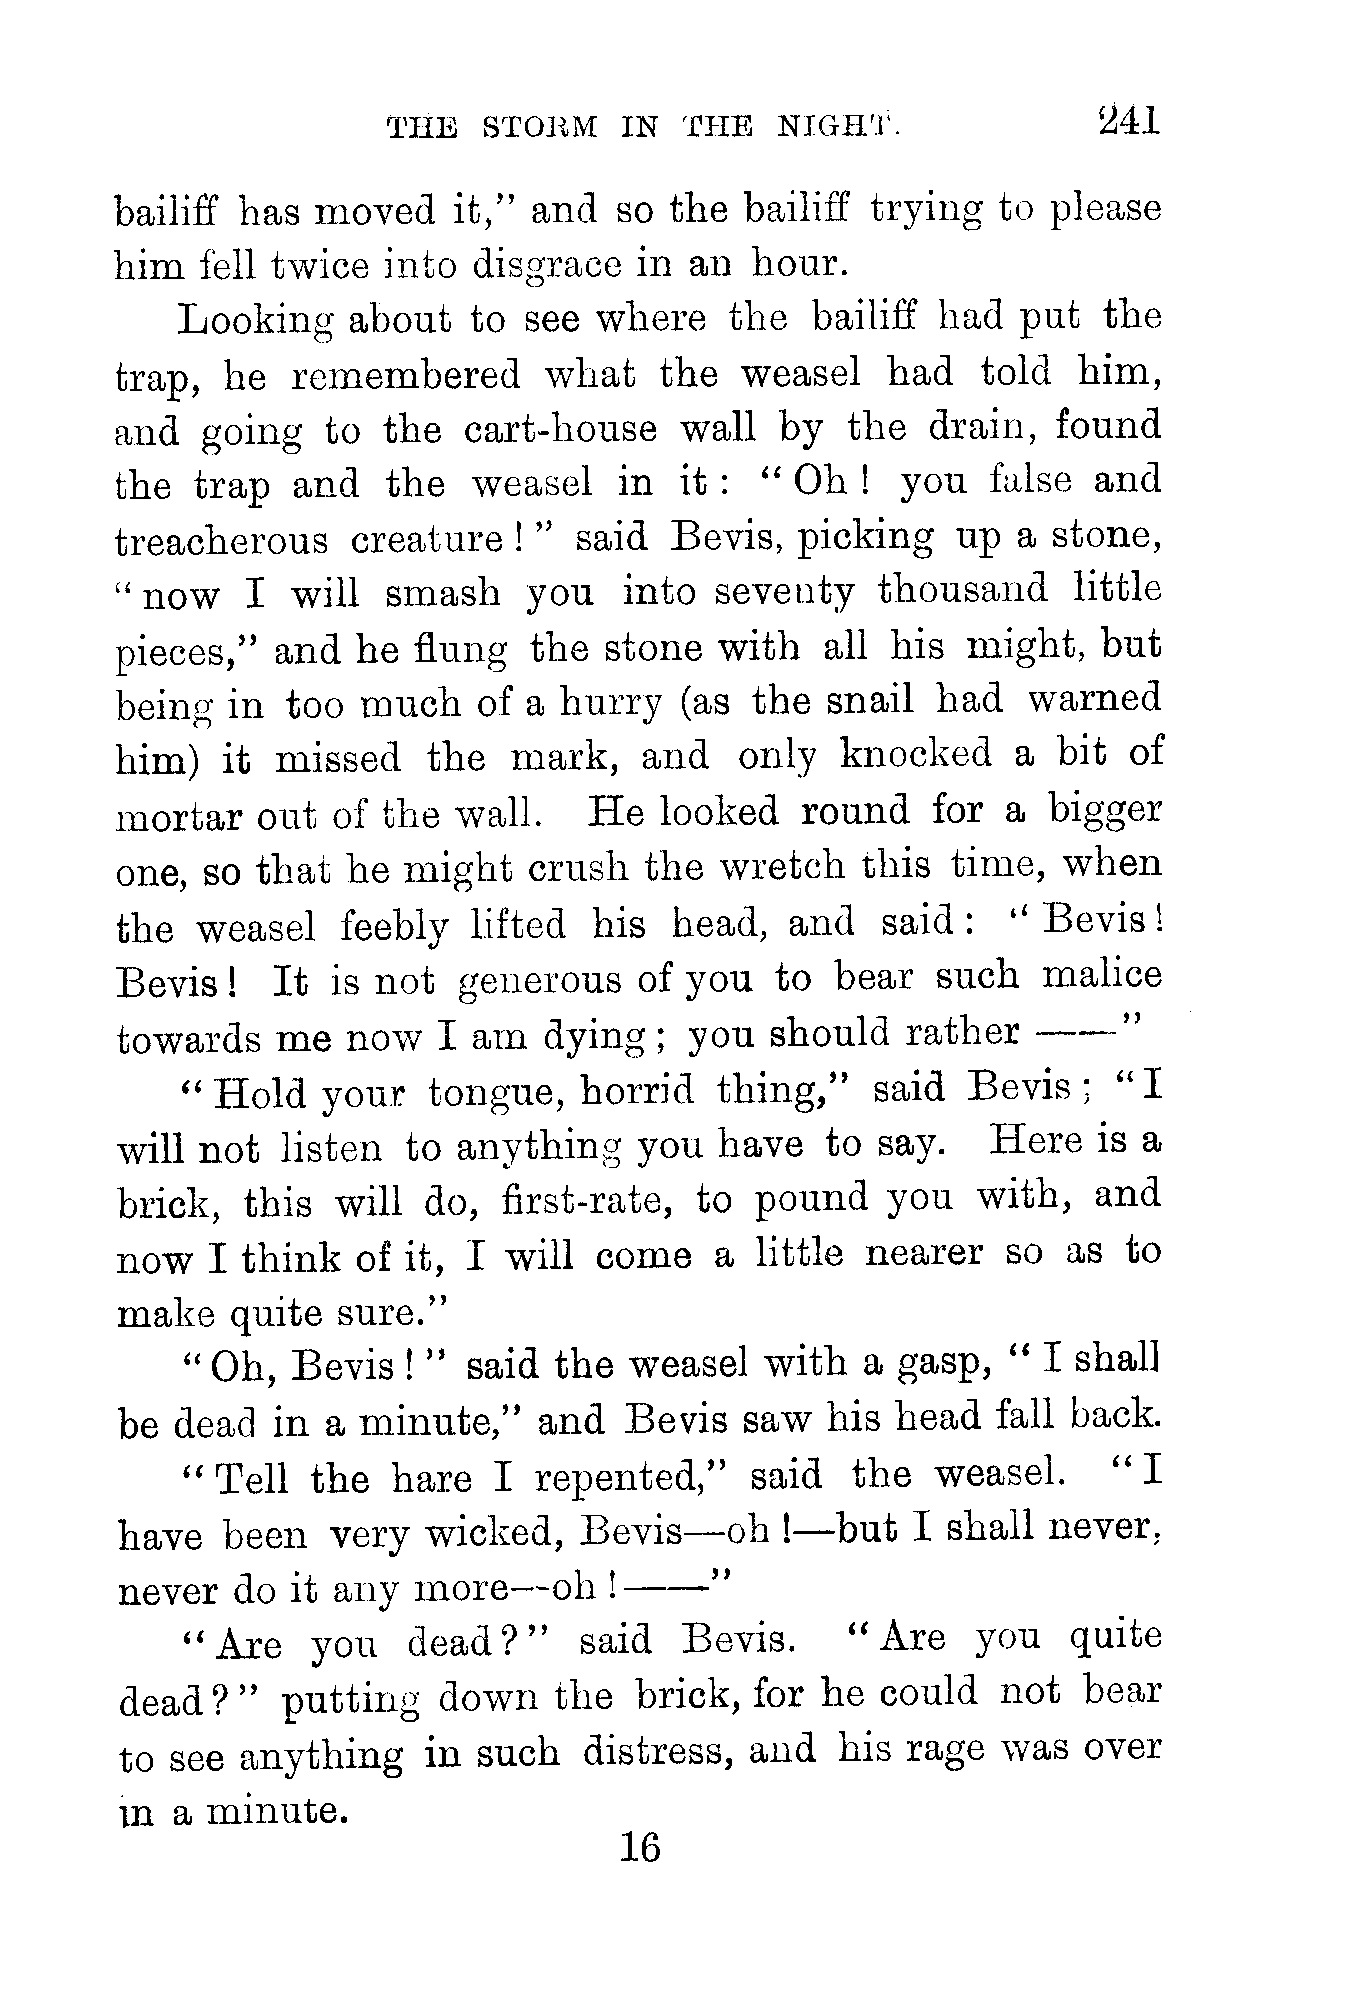 THE STORM IN THE NIGHT. 241
bailiff has moved it,” and so the bailiff trying to please
him fell twice into disgrace in an hour.
Looking about to see where the bailiff had put the
trap, he remembered what the weasel had told him,
and going to the cart-house wall by the drain, found
the trap and the weasel in it : “ Oh ! you false and
treacherous creature ! ” said Bevis, picking up a stone,
“ now I will smash you into seventy thousand little
pieces,” and he flung the stone with all his might, but
being in too much of a hurry (as the snail had warned
him) it missed the mark, and only knocked a bit of
mortar out of the wall. He looked round for a bigger
one, so that he might crush the wretch this time, when
the weasel feebly lifted his head, and said : “ Bevis !
Bevis ! It is not generous of you to bear such malice
towards me now I am dying ; you should rather ——”
“ Hold your tongue, horrid thing,” said Bevis ; “ I
will not listen to anything you have to say. Here is a
brick, this will do, first-rate, to pound you with, and
now I think of it, I will come a little nearer so as to
make quite sure.”
“ Oh, Bevis ! ” said the weasel with a gasp, “ I shall
be dead in a minute,” and Bevis saw his head fall back.
“ Tell the hare I repented,” said the weasel. “ I
have been very wicked, Bevis—oh !—but I shall never,
never do it any more—oh !——”
“ Are you dead ? ” said Bevis. “ Are you quite
dead ? ” putting down the brick, for he could not bear
to see anything in such distress, and his rage was over
in a minute.
16